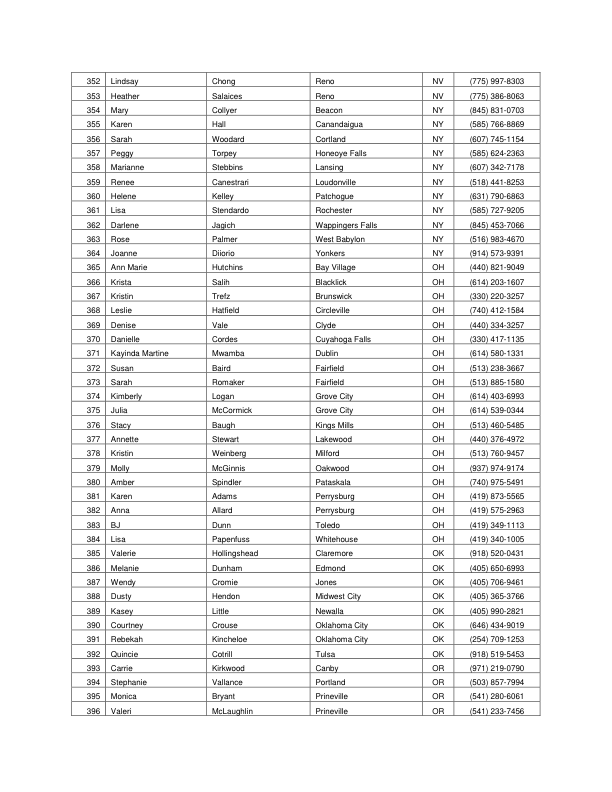 352 Lindsay Chong Reno NV (775) 997-8303
353 Heather Salaices Reno NV (775) 386-8063
354 Mary Collyer Beacon NY (845) 831-0703
355 Karen Hall Canandaigua NY (585) 766-8869
356 Sarah Woodard Cortland NY (607) 745-1154
357 Peggy Torpey Honeoye Falls NY (585) 624-2363
358 Marianne Stebbins Lansing NY (607) 342-7178
359 Renee Canestrari Loudonville NY (518) 441-8253
360 Helene Kelley Patchogue NY (631) 790-6863
361 Lisa Stendardo Rochester NY (585) 727-9205
362 Darlene Jagich Wappingers Falls NY (845) 453-7066
363 Rose Palmer West Babylon NY (516) 983-4670
364 Joanne Diiorio Yonkers NY (914) 573-9391
365 Ann Marie Hutchins Bay Village OH (440) 821-9049
366 Krista Salih Blacklick OH (614) 203-1607
367 Kristin Trefz Brunswick OH (330) 220-3257
368 Leslie Hatfield Circleville OH (740) 412-1584
369 Denise Vale Clyde OH (440) 334-3257
370 Danielle Cordes Cuyahoga Falls OH (330) 417-1135
371 Kayinda Martine Mwamba Dublin OH (614) 580-1331
372 Susan Baird Fairfield OH (513) 238-3667
373 Sarah Romaker Fairfield OH (513) 885-1580
374 Kimberly Logan Grove City OH (614) 403-6993
375 Julia McCormick Grove City OH (614) 539-0344
376 Stacy Baugh Kings Mills OH (513) 460-5485
377 Annette Stewart Lakewood OH (440) 376-4972
378 Kristin Weinberg Milford OH (513) 760-9457
379 Molly McGinnis Oakwood OH (937) 974-9174
380 Amber Spindler Pataskala OH (740) 975-5491
381 Karen Adams Perrysburg OH (419) 873-5565
382 Anna Allard Perrysburg OH (419) 575-2963
383 BJ Dunn Toledo OH (419) 349-1113
384 Lisa Papenfuss Whitehouse OH (419) 340-1005
385 Valerie Hollingshead Claremore OK (918) 520-0431
386 Melanie Dunham Edmond OK (405) 650-6993
387 Wendy Cromie Jones OK (405) 706-9461
388 Dusty Hendon Midwest City OK (405) 365-3766
389 Kasey Little Newalla OK (405) 990-2821
390 Courtney Crouse Oklahoma City OK (646) 434-9019
391 Rebekah Kincheloe Oklahoma City OK (254) 709-1253
392 Quincie Cotrill Tulsa OK (918) 519-5453
393 Carrie Kirkwood Canby OR (971) 219-0790
394 Stephanie Vallance Portland OR (503) 857-7994
395 Monica Bryant Prineville OR (541) 280-6061
396 Valeri McLaughlin Prineville OR (541) 233-7456